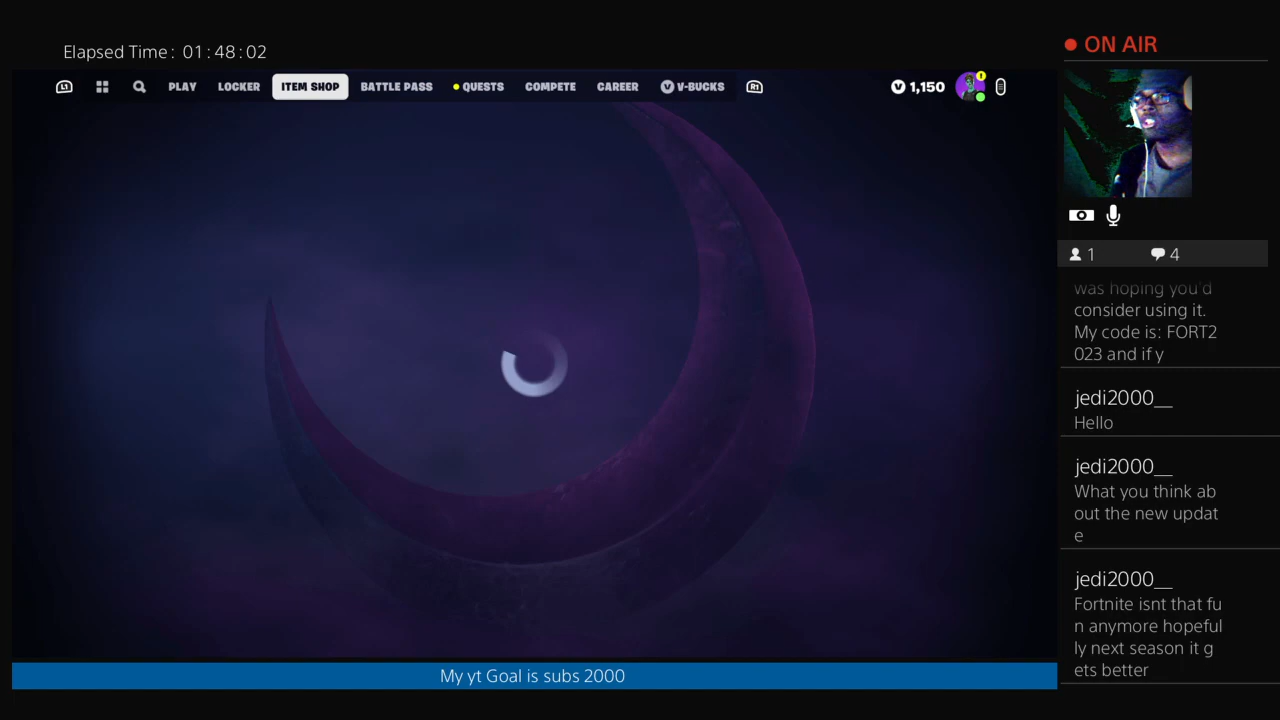 Elapsed Time: 01:48:02
ON AIR
L1
PLAY
LOCKER
ITEM SHOP
BATTLE PASS
QUESTS
COMPETE
CAREER
V V-BUCKS
R1
V 1,150
1
4
was hoping you'd
consider using it.
My code is: FORT2
023 and if y
jedi2000__
Hello
jedi2000__
What you think ab
out the new updat
e
jedi2000__
Fortnite isnt that fu
n anymore hopeful
ly next season it g
ets better
My yt Goal is subs 2000